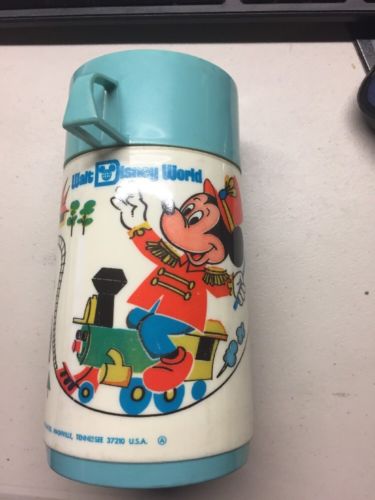 Walt Disney World
NASHVILLE, TENNESSEE 37210 U.S.A. Ⓐ